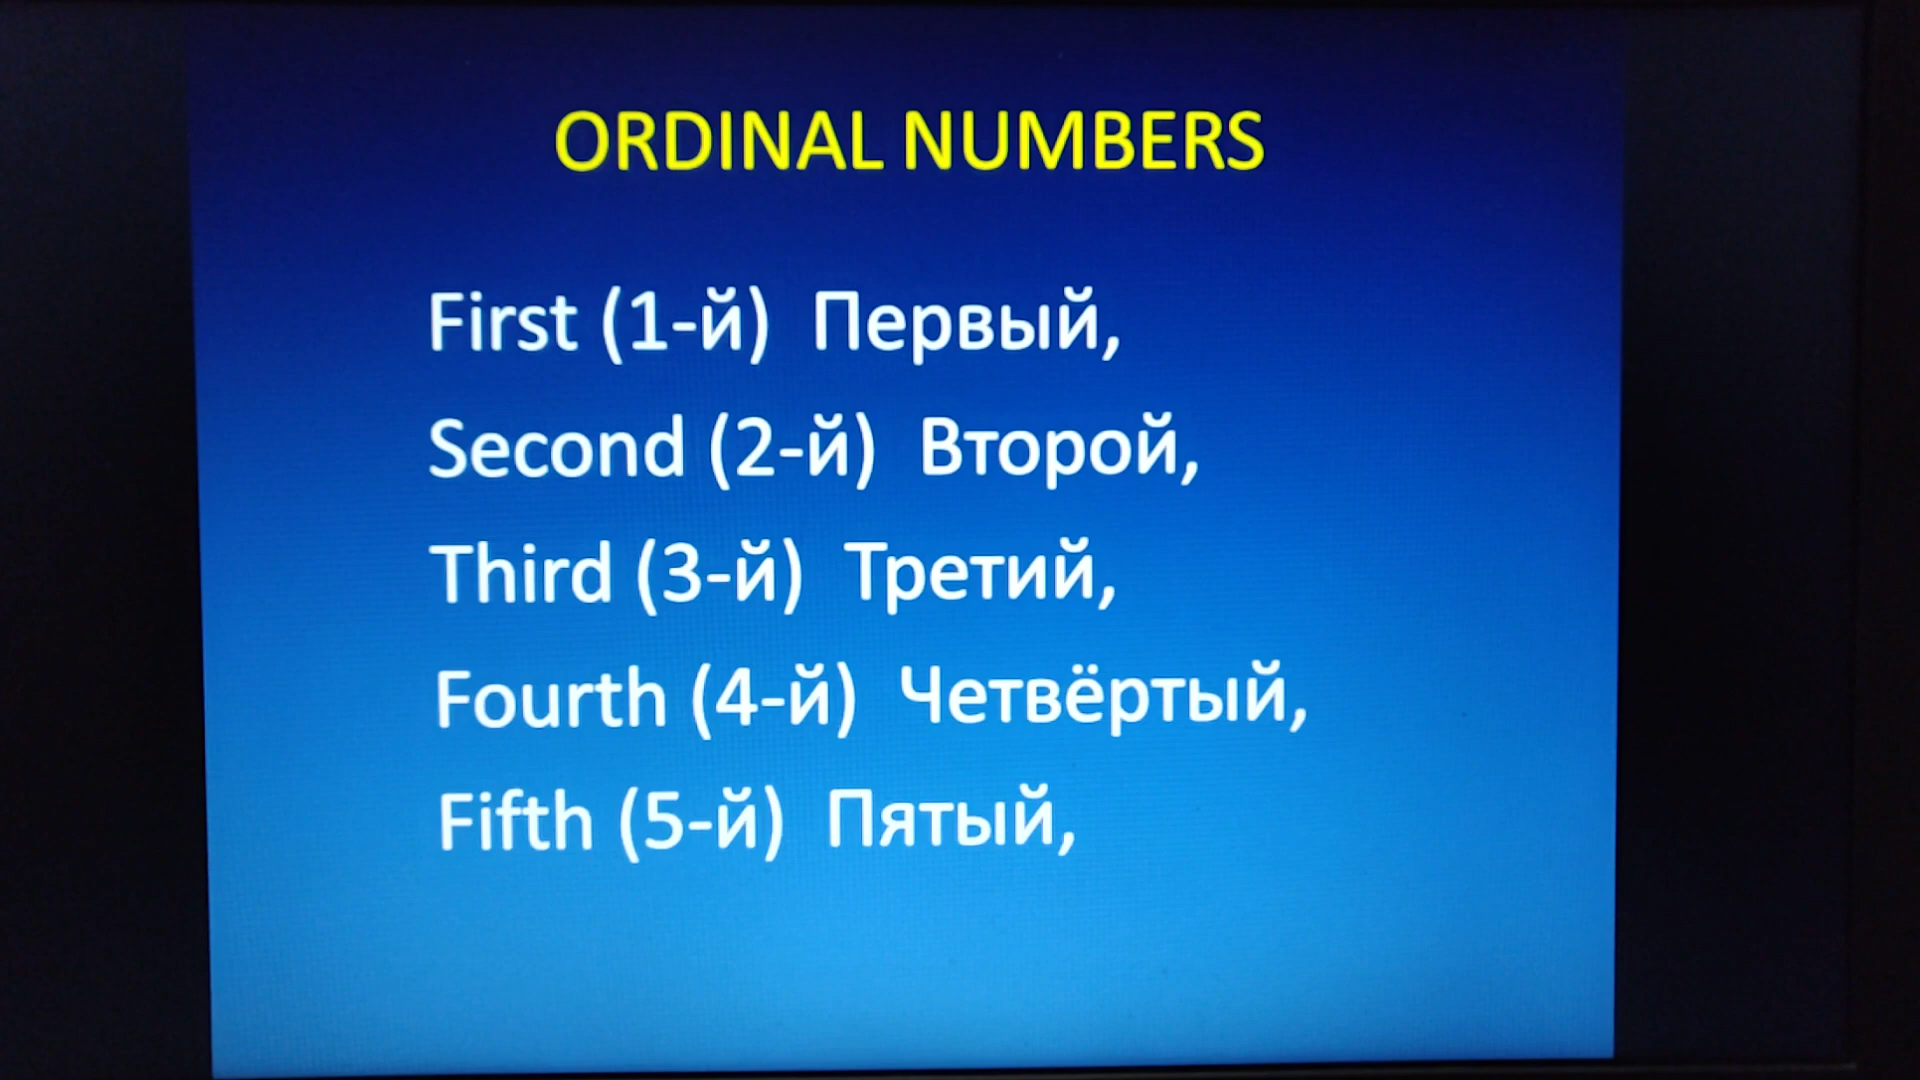 ORDINAL NUMBERS
First (1-й) Первый,
Second (2-й) Второй,
Third (3-й) Третий,
Fourth (4-й) Четвёртый,
Fifth (5-й) Пятый,